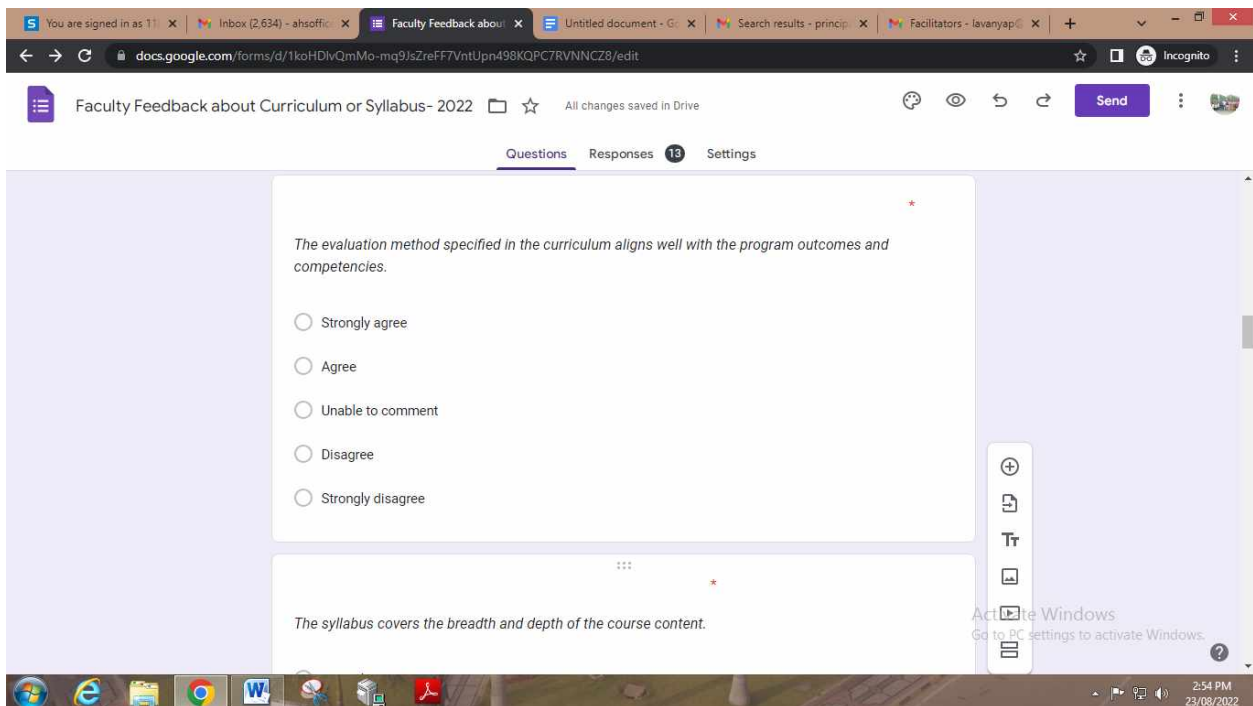 You are signed in as 11
Inbox (2,634) - ahsoffic
Faculty Feedback about
Untitled document - G
Search results - princip
Facilitators - lavanyap
docs.google.com/forms/d/1koHDlvQmMo-mq9JsZreFF7VntUpn498KQPC7RVNNCZ8/edit
Incognito
Faculty Feedback about Curriculum or Syllabus- 2022
All changes saved in Drive
Send
Questions Responses 13 Settings
*
The evaluation method specified in the curriculum aligns well with the program outcomes and
competencies.
Strongly agree
Agree
Unable to comment
Disagree
Strongly disagree
*
The syllabus covers the breadth and depth of the course content.
Activate Windows
Go to PC settings to activate Windows.
2:54 PM
23/08/2022